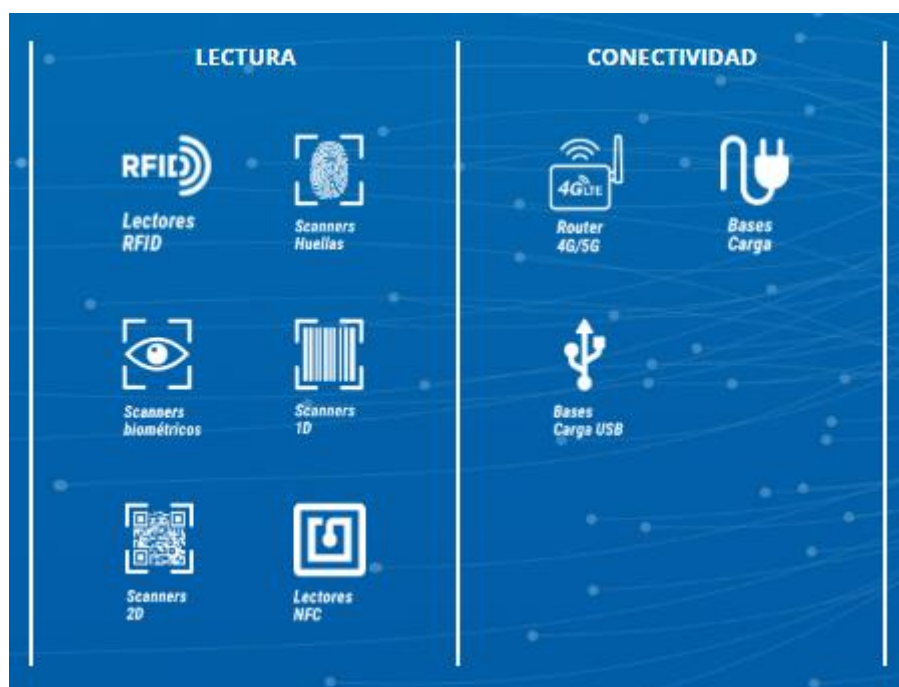 LECTURA
RFID
Lectores
RFID
Scanners
Huellas
Scanners
biométricos
Scanners
1D
Scanners
2D
Lectores
NFC
CONECTIVIDAD
4G LTE
Router
4G/5G
Bases
Carga
Bases
Carga USB